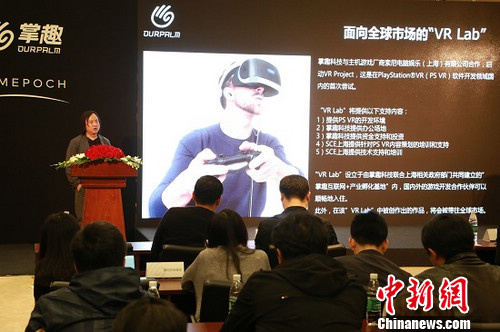 掌趣
OURPALM
MEPOCH
OURPALM
面向全球市场的“VR Lab”
掌趣科技与主机游戏厂商索尼电脑娱乐（上海）有限公司合作，启
动VR Project，这是在PlayStation®VR（PS VR）软件开发领域国
内的首次尝试。
“VR Lab”将提供以下支持内容：
1）提供PS VR的开发环境
2）掌趣科技提供办公场地
3）掌趣科技提供资金支持和投资
4）SCE上海提供针对PS VR内容策划的培训和支持
5）SCE上海提供技术支持和培训
“VR Lab”设立于由掌趣科技联合上海相关政府部门共同建立的“
掌趣互联网+产业孵化基地”内，国内外的游戏开发合作伙伴可以
顺畅地入住。
此外，在该“VR Lab”中被创作出的作品，将会被带往全球市场。
中新网
Chinanews.com